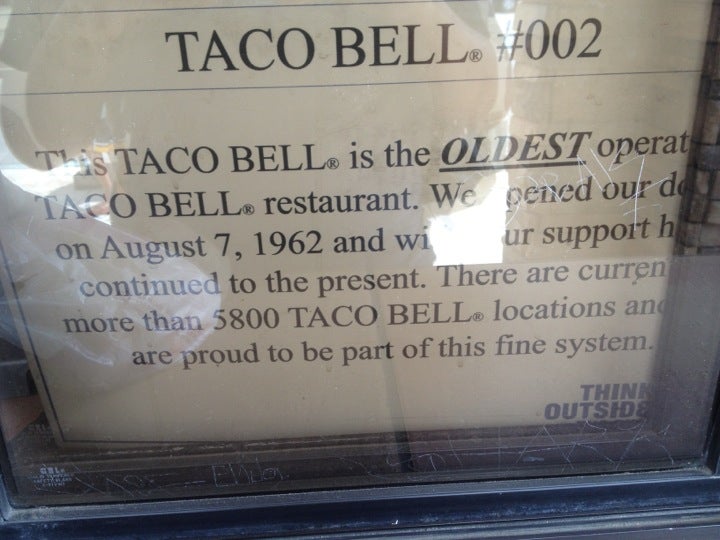 TACO BELL® #002
This TACO BELL® is the OLDEST operat
TACO BELL® restaurant. We pened our do
on August 7, 1962 and wi ur support h
continued to the present. There are curren
more than 5800 TACO BELL® locations and
are proud to be part of this fine system.
THINK
OUTSIDE